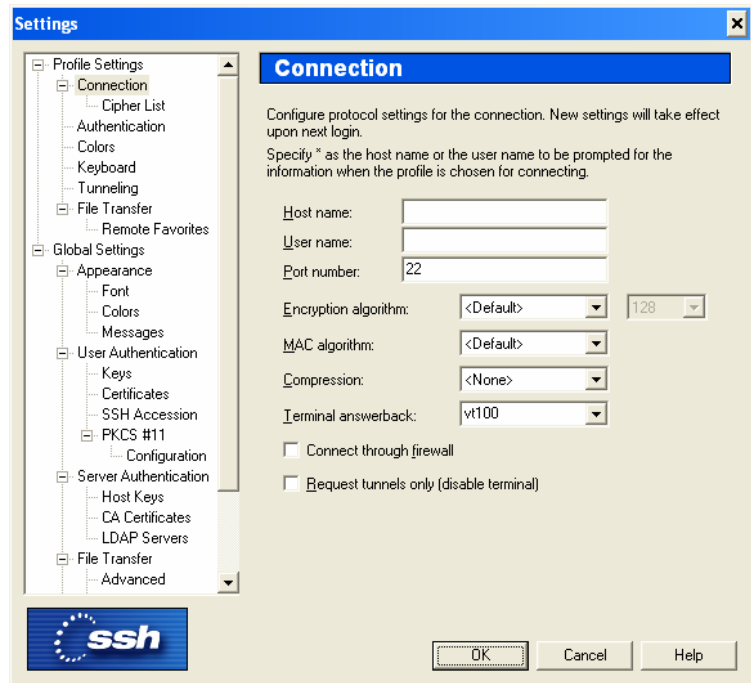 Settings
Profile Settings
Connection
Cipher List
Authentication
Colors
Keyboard
Tunneling
File Transfer
Remote Favorites
Global Settings
Appearance
Font
Colors
Messages
User Authentication
Keys
Certificates
SSH Accession
PKCS #11
Configuration
Server Authentication
Host Keys
CA Certificates
LDAP Servers
File Transfer
Advanced
ssh
Connection
Configure protocol settings for the connection. New settings will take effect
upon next login.
Specify * as the host name or the user name to be prompted for the
information when the profile is chosen for connecting.
Host name:
User name:
Port number: 22
Encryption algorithm: <Default> 128
MAC algorithm: <Default>
Compression: <None>
Terminal answerback: vt100
Connect through firewall
Request tunnels only (disable terminal)
OK Cancel Help